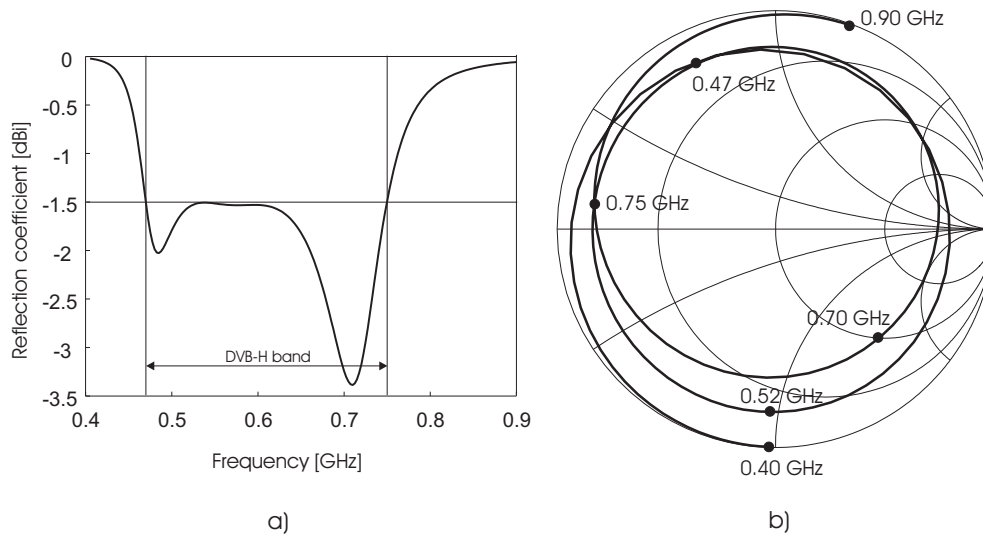 0
-0.5
-1
-1.5
-2
-2.5
-3
-3.5
Reflection coefficient [dBi]
DVB-H band
0.4 0.5 0.6 0.7 0.8 0.9
Frequency [GHz]
a)
0.90 GHz
0.47 GHz
0.75 GHz
0.70 GHz
0.52 GHz
0.40 GHz
b)